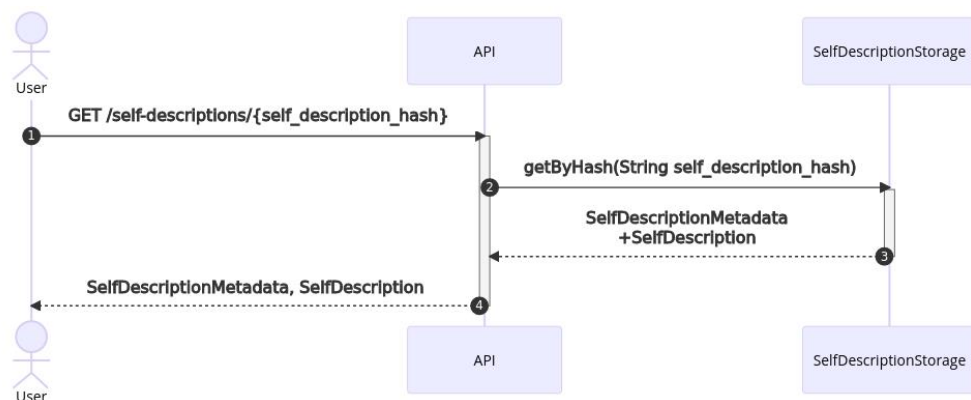 API
SelfDescriptionStorage
User
GET /self-descriptions/{self_description_hash}
1
getByHash(String self_description_hash)
2
SelfDescriptionMetadata
+SelfDescription
3
SelfDescriptionMetadata, SelfDescription
4
API
SelfDescriptionStorage
User